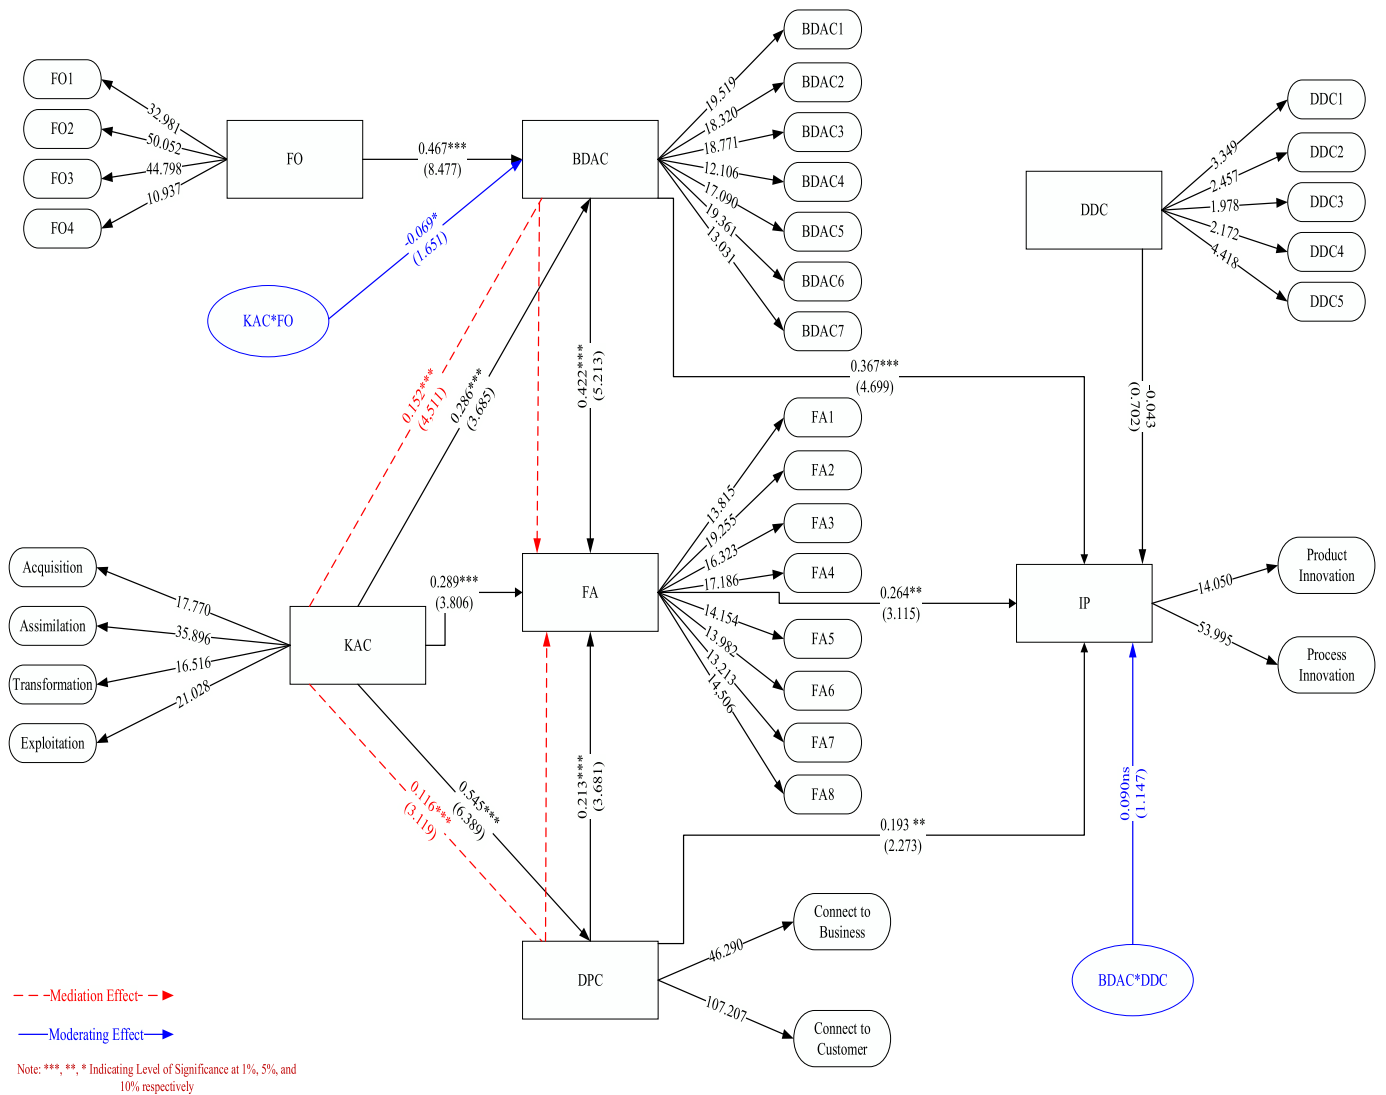 BDAC1
BDAC2
BDAC3
BDAC4
BDAC5
BDAC6
BDAC7
19.519
18.320
18.771
12.106
17.090
19.361
13.031
FO1
FO2
FO3
FO4
32.981
50.052
44.798
10.937
FO
0.467***
(8.477)
BDAC
DDC
DDC1
DDC2
DDC3
DDC4
DDC5
3.349
2.457
1.978
2.172
4.418
-0.069*
(1.651)
KAC*FO
0.152***
(4.511)
0.286***
(3.685)
0.422***
(5.213)
0.367***
(4.699)
-0.043
(0.702)
FA1
FA2
FA3
FA4
FA5
FA6
FA7
FA8
13.815
19.255
16.323
17.186
14.154
13.982
13.213
14.506
Acquisition
Assimilation
Transformation
Exploitation
17.770
35.896
16.516
21.028
KAC
0.289***
(3.806)
FA
0.264**
(3.115)
IP
14.050
53.995
Product
Innovation
Process
Innovation
0.116***
(3.119)
0.545***
(6.389)
0.213***
(3.681)
0.193 **
(2.273)
0.090ns
(1.147)
DPC
46.290
107.207
Connect to
Business
Connect to
Customer
BDAC*DDC
Mediation Effect
Moderating Effect
Note: ***, **, * Indicating Level of Significance at 1%, 5%, and
10% respectively